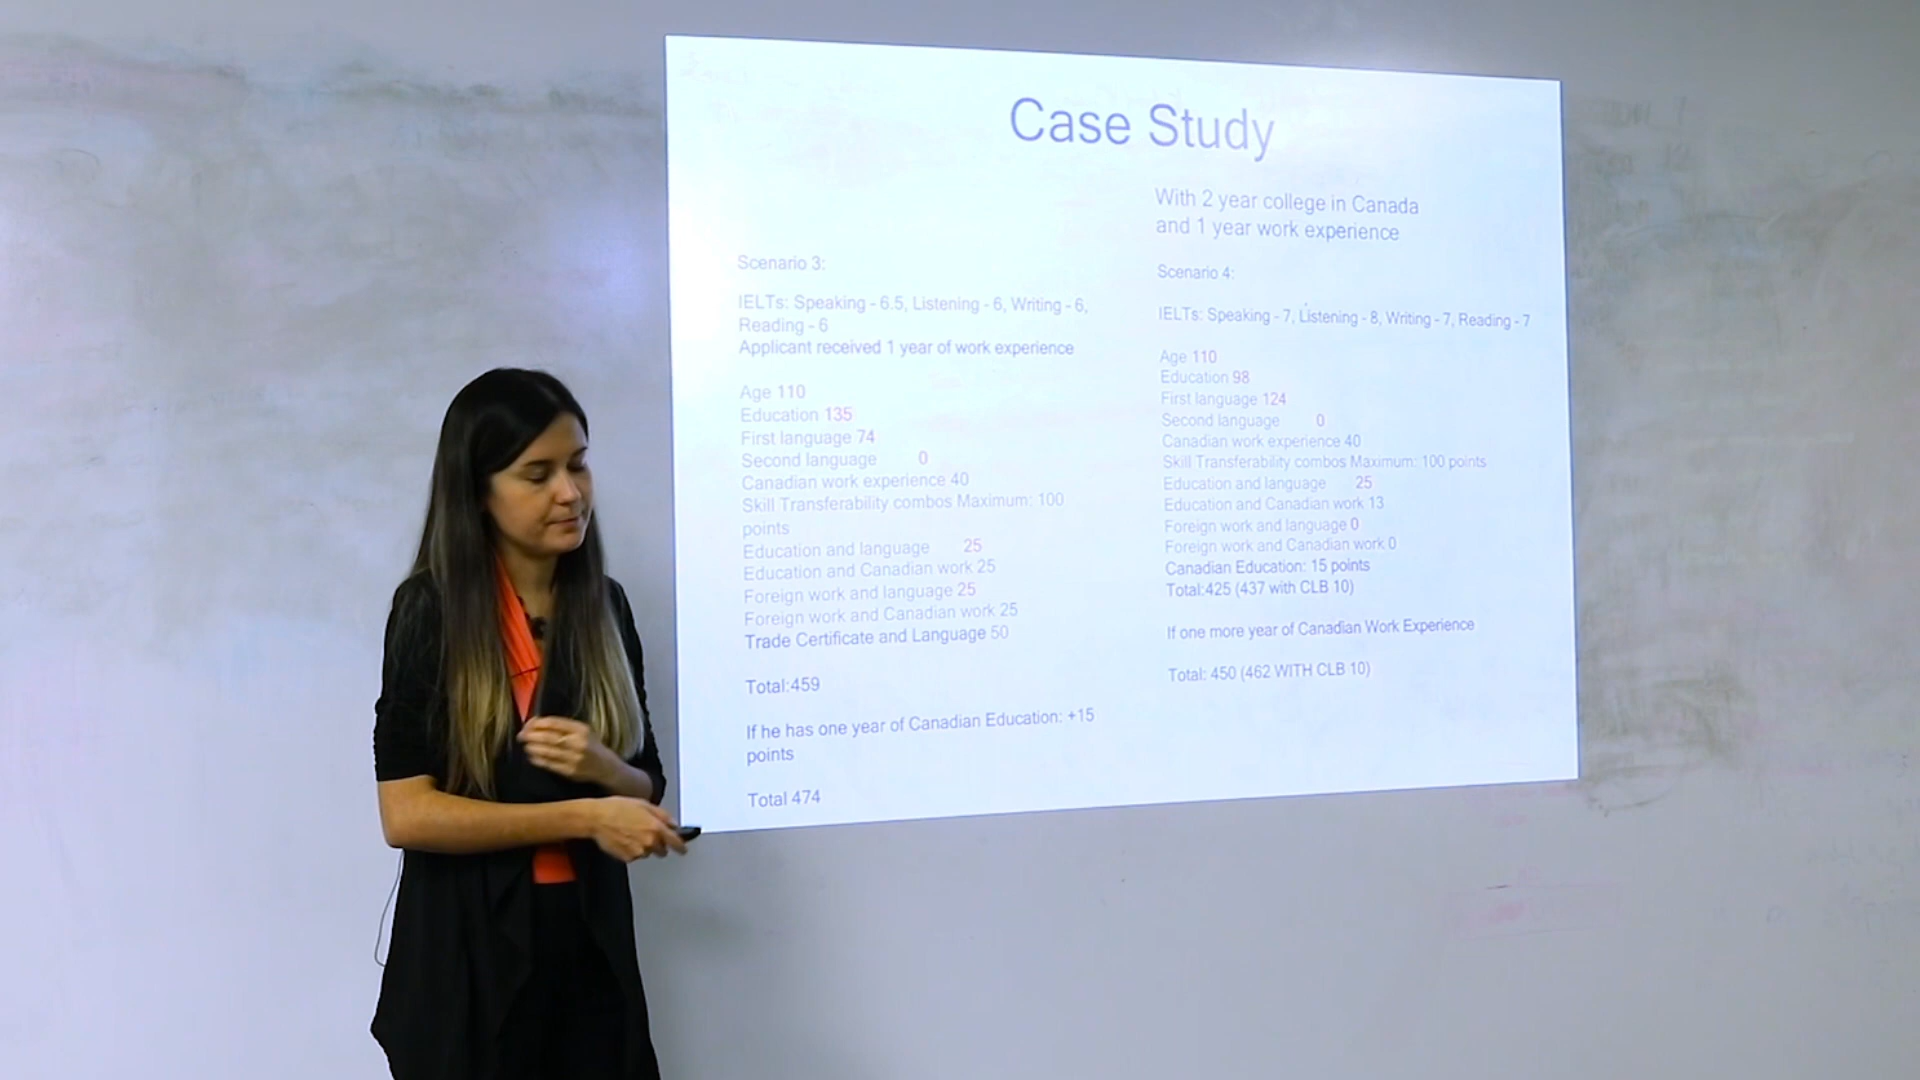 Case Study
Scenario 3:
IELTs: Speaking - 6.5, Listening - 6, Writing - 6,
Reading - 6
Applicant received 1 year of work experience
Age 110
Education 135
First language 74
Second language 0
Canadian work experience 40
Skill Transferability combos Maximum: 100
points
Education and language 25
Education and Canadian work 25
Foreign work and language 25
Foreign work and Canadian work 25
Trade Certificate and Language 50
Total:459
If he has one year of Canadian Education: +15
points
Total 474
With 2 year college in Canada
and 1 year work experience
Scenario 4:
IELTs: Speaking - 7, Listening - 8, Writing - 7, Reading - 7
Age 110
Education 98
First language 124
Second language 0
Canadian work experience 40
Skill Transferability combos Maximum: 100 points
Education and language 25
Education and Canadian work 13
Foreign work and language 0
Foreign work and Canadian work 0
Canadian Education: 15 points
Total:425 (437 with CLB 10)
If one more year of Canadian Work Experience
Total: 450 (462 WITH CLB 10)